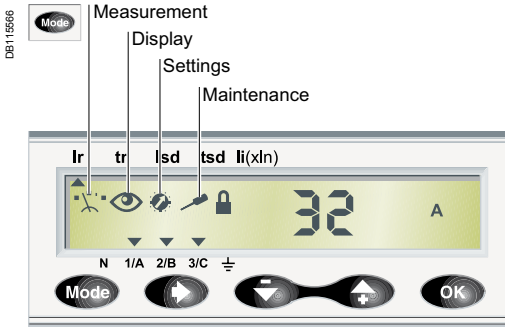 DB115566
Mode
Measurement
Display
Settings
Maintenance
Ir tr Isd tsd Ii(xIn)
32 A
N 1/A 2/B 3/C
Mode OK